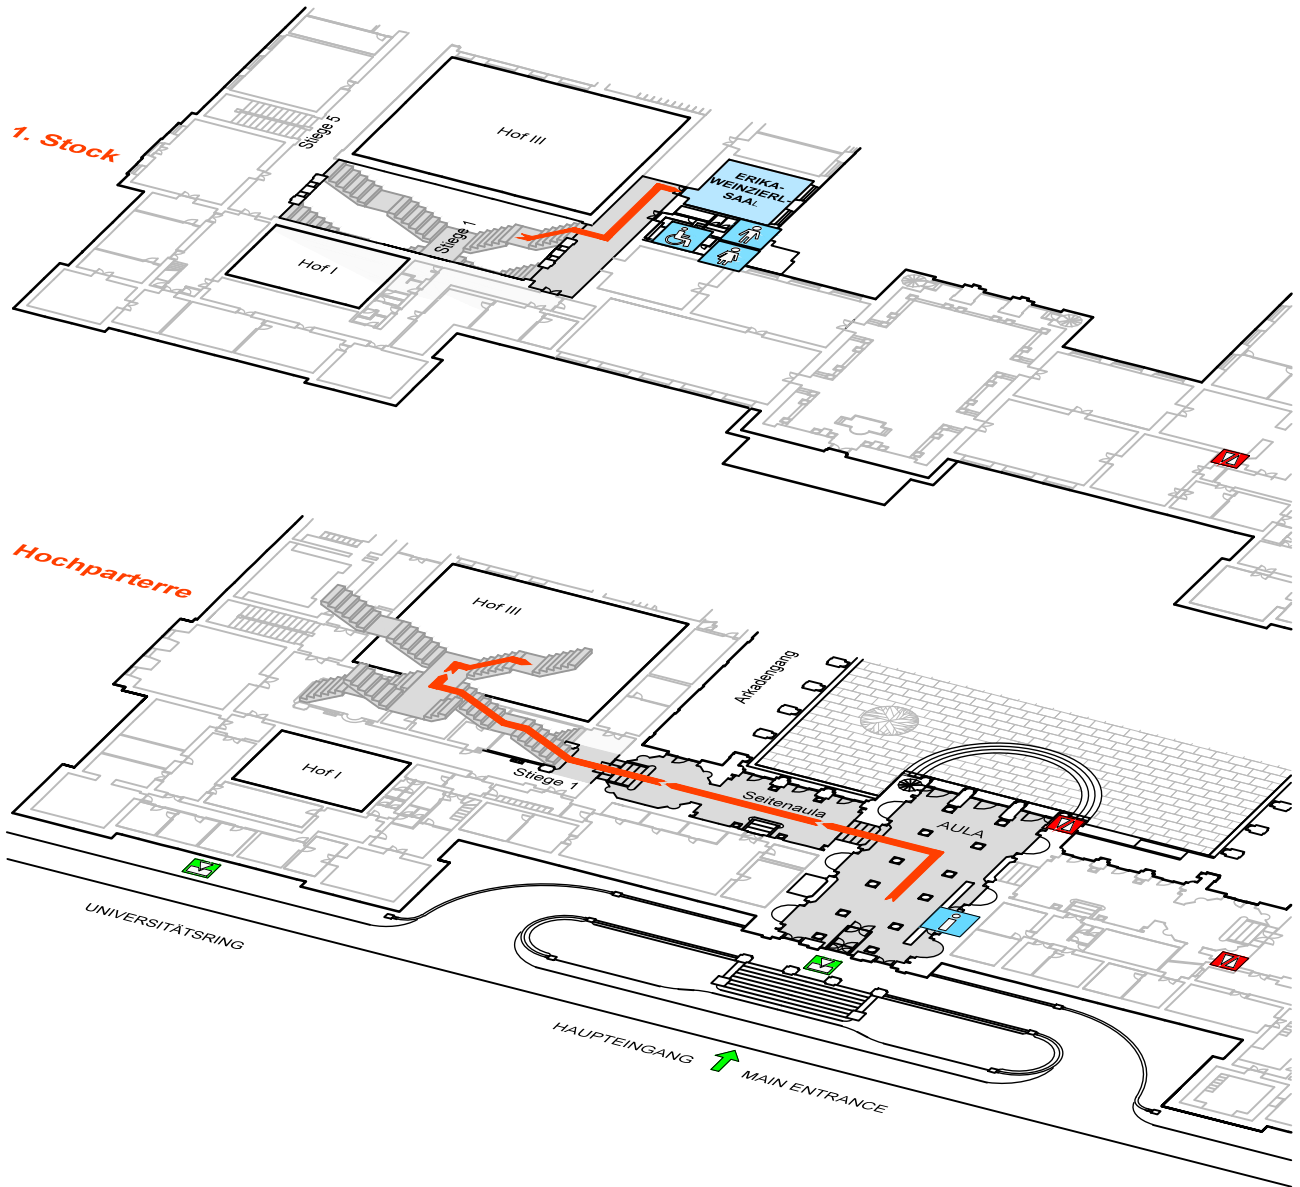 1. Stock
Stiege 5
Hof III
ERIKA-
WEINZIERL-
SAAL
Stiege 1
Hof I
Hochparterre
Hof III
Arkadengang
Hof I
Stiege 1
Seitenaula
AULA
i
UNIVERSITÄTSRING
HAUPTEINGANG
MAIN ENTRANCE